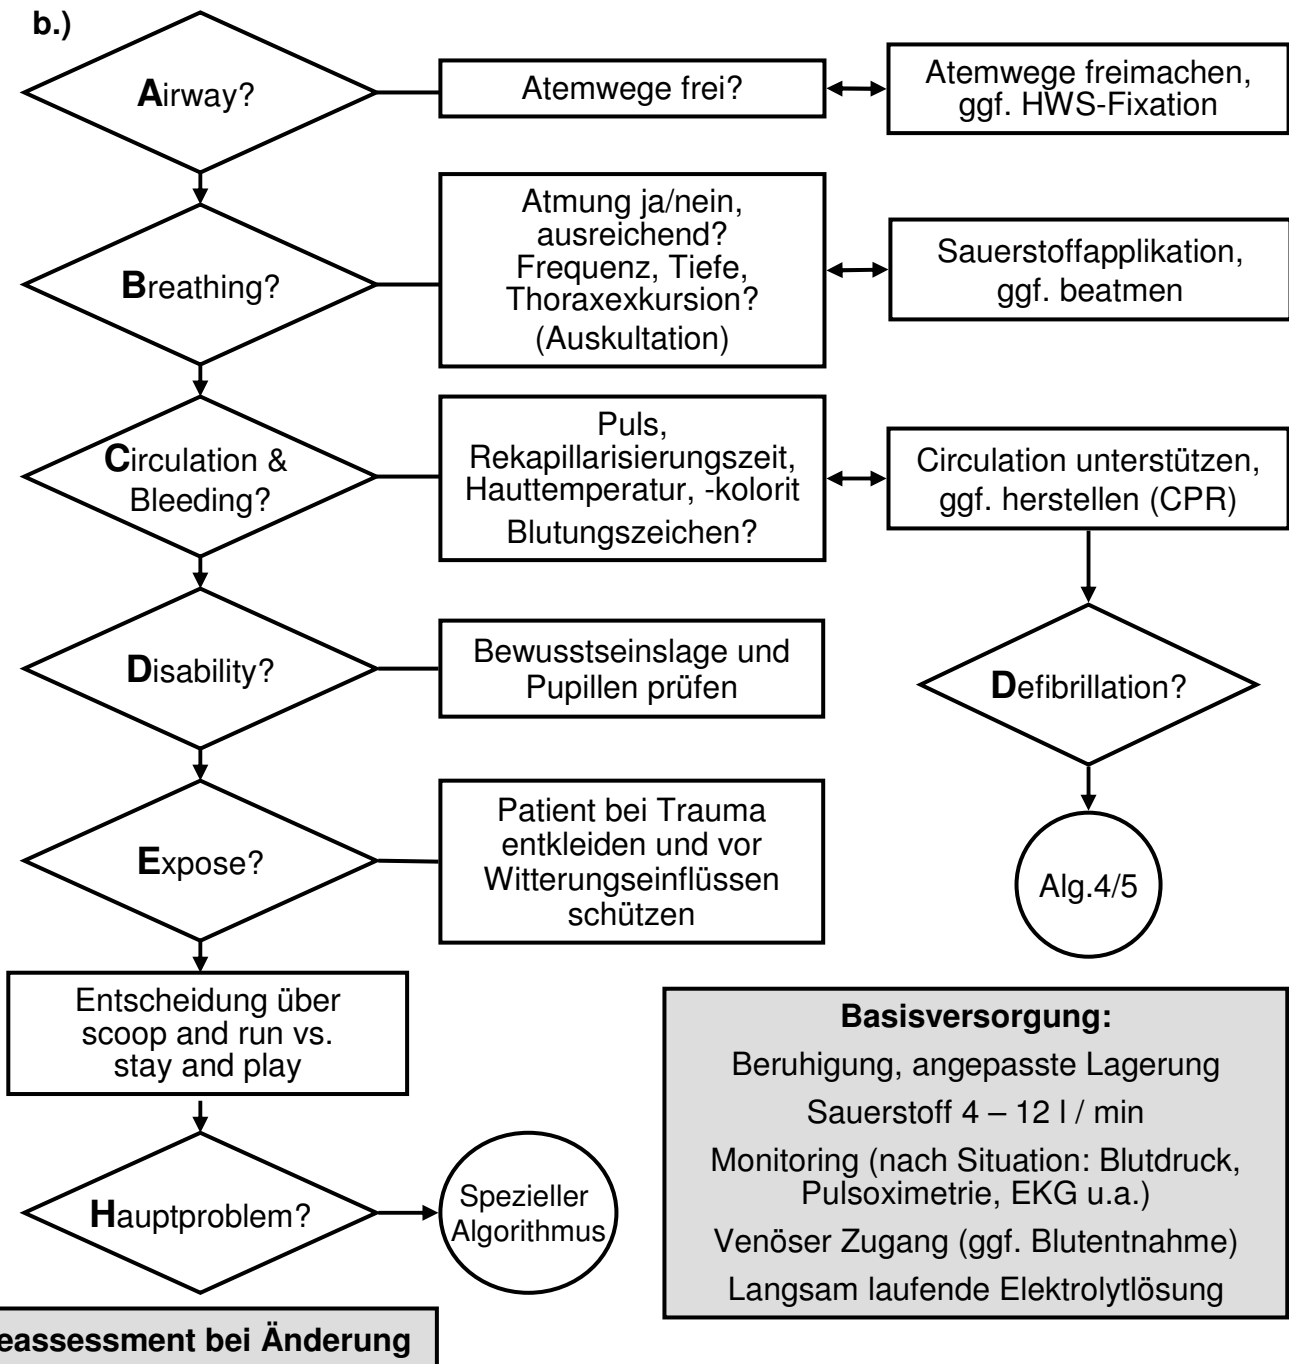 b.)
Airway?
Atemwege frei?
Atemwege freimachen,
ggf. HWS-Fixation
Breathing?
Atmung ja/nein,
ausreichend?
Frequenz, Tiefe,
Thoraxexkursion?
(Auskultation)
Sauerstoffapplikation,
ggf. beatmen
Circulation &
Bleeding?
Puls,
Rekapillarisierungszeit,
Hauttemperatur, -kolorit
Blutungszeichen?
Circulation unterstützen,
ggf. herstellen (CPR)
Disability?
Bewusstseinslage und
Pupillen prüfen
Defibrillation?
Expose?
Patient bei Trauma
entkleiden und vor
Witterungseinflüssen
schützen
Alg.4/5
Entscheidung über
scoop and run vs.
stay and play
Hauptproblem?
Spezieller
Algorithmus
Basisversorgung:
Beruhigung, angepasste Lagerung
Sauerstoff 4 – 12 l / min
Monitoring (nach Situation: Blutdruck,
Pulsoximetrie, EKG u.a.)
Venöser Zugang (ggf. Blutentnahme)
Langsam laufende Elektrolytlösung
eassessment bei Änderung